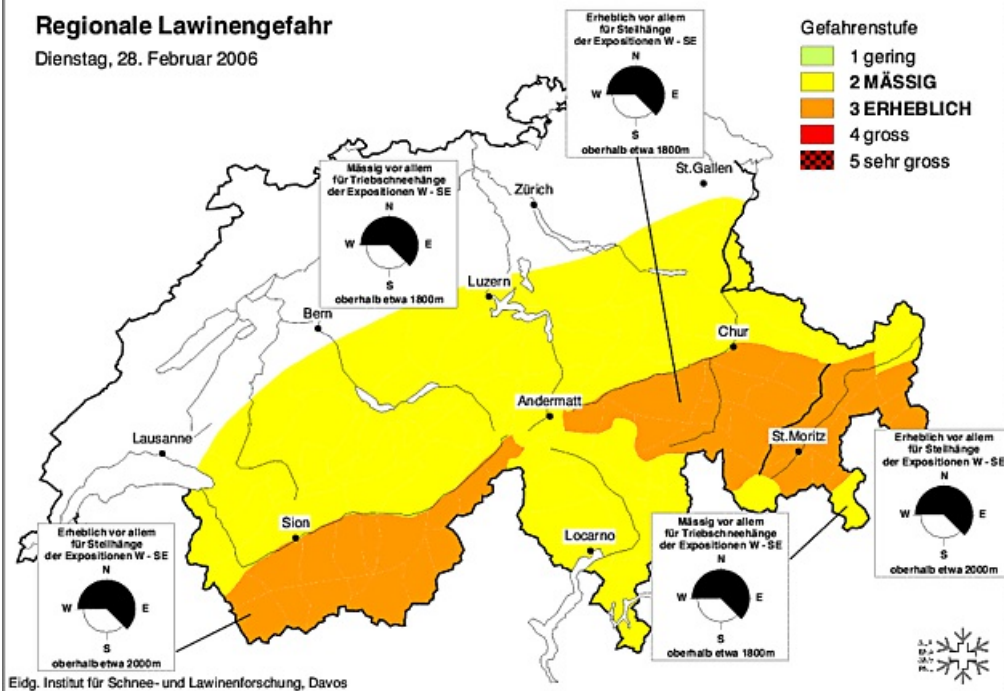 Regionale Lawinengefahr
Dienstag, 28. Februar 2006
Erheblich vor allem
für Steilhänge
der Expositionen W - SE
N
W
E
S
oberhalb etwa 1800m
Gefahrenstufe
1 gering
2 MÄSSIG
3 ERHEBLICH
4 gross
5 sehr gross
Mässig vor allem
für Triebschneehänge
der Expositionen W - SE
N
W
E
S
oberhalb etwa 1800m
St.Gallen
Zürich
Luzern
Bern
Chur
Andermatt
Lausanne
St.Moritz
Sion
Locarno
Erheblich vor allem
für Steilhänge
der Expositionen W - SE
N
W
E
S
oberhalb etwa 2000m
Mässig vor allem
für Triebschneehänge
der Expositionen W - SE
N
W
E
S
oberhalb etwa 1800m
Erheblich vor allem
für Steilhänge
der Expositionen W - SE
N
W
E
S
oberhalb etwa 2000m
Eidg. Institut für Schnee- und Lawinenforschung, Davos